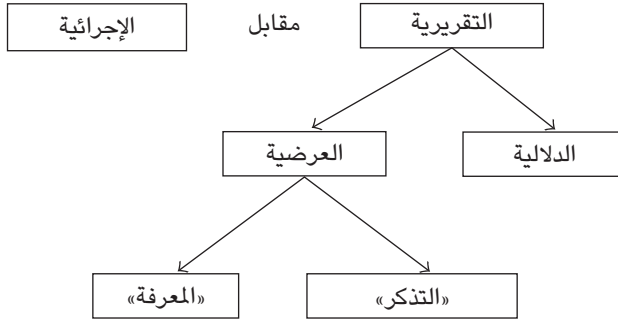 التقريرية مقابل الإجرائية
الدلالية العرضية
«التذكر» «المعرفة»